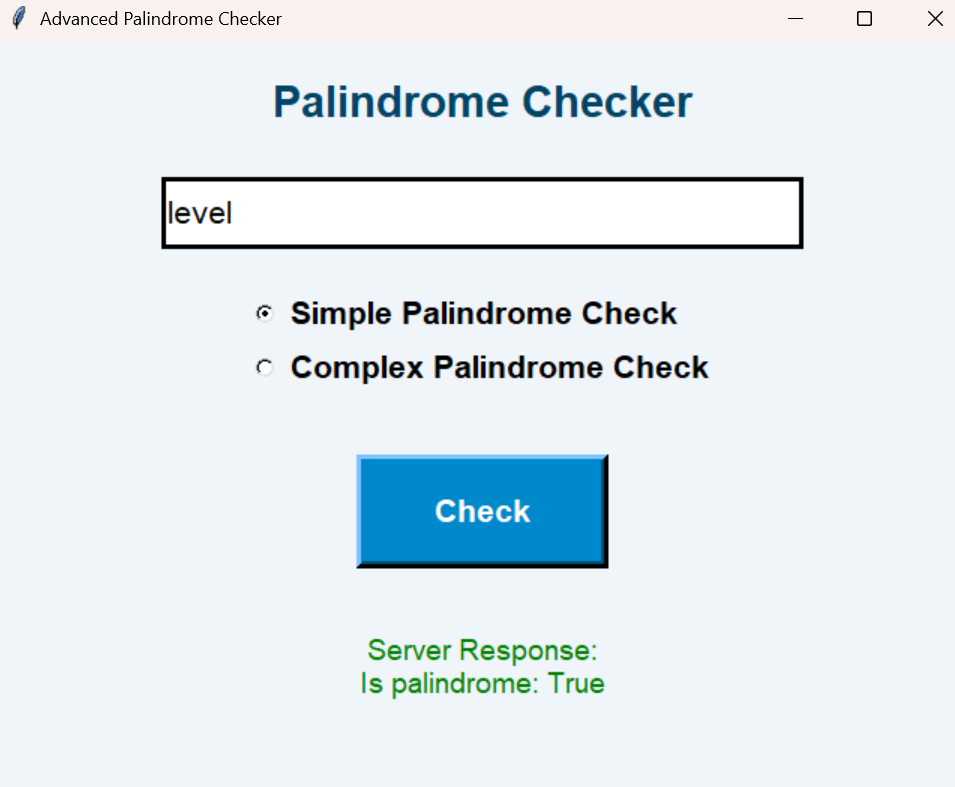 Advanced Palindrome Checker
Palindrome Checker
level
Simple Palindrome Check
Complex Palindrome Check
Check
Server Response:
Is palindrome: True